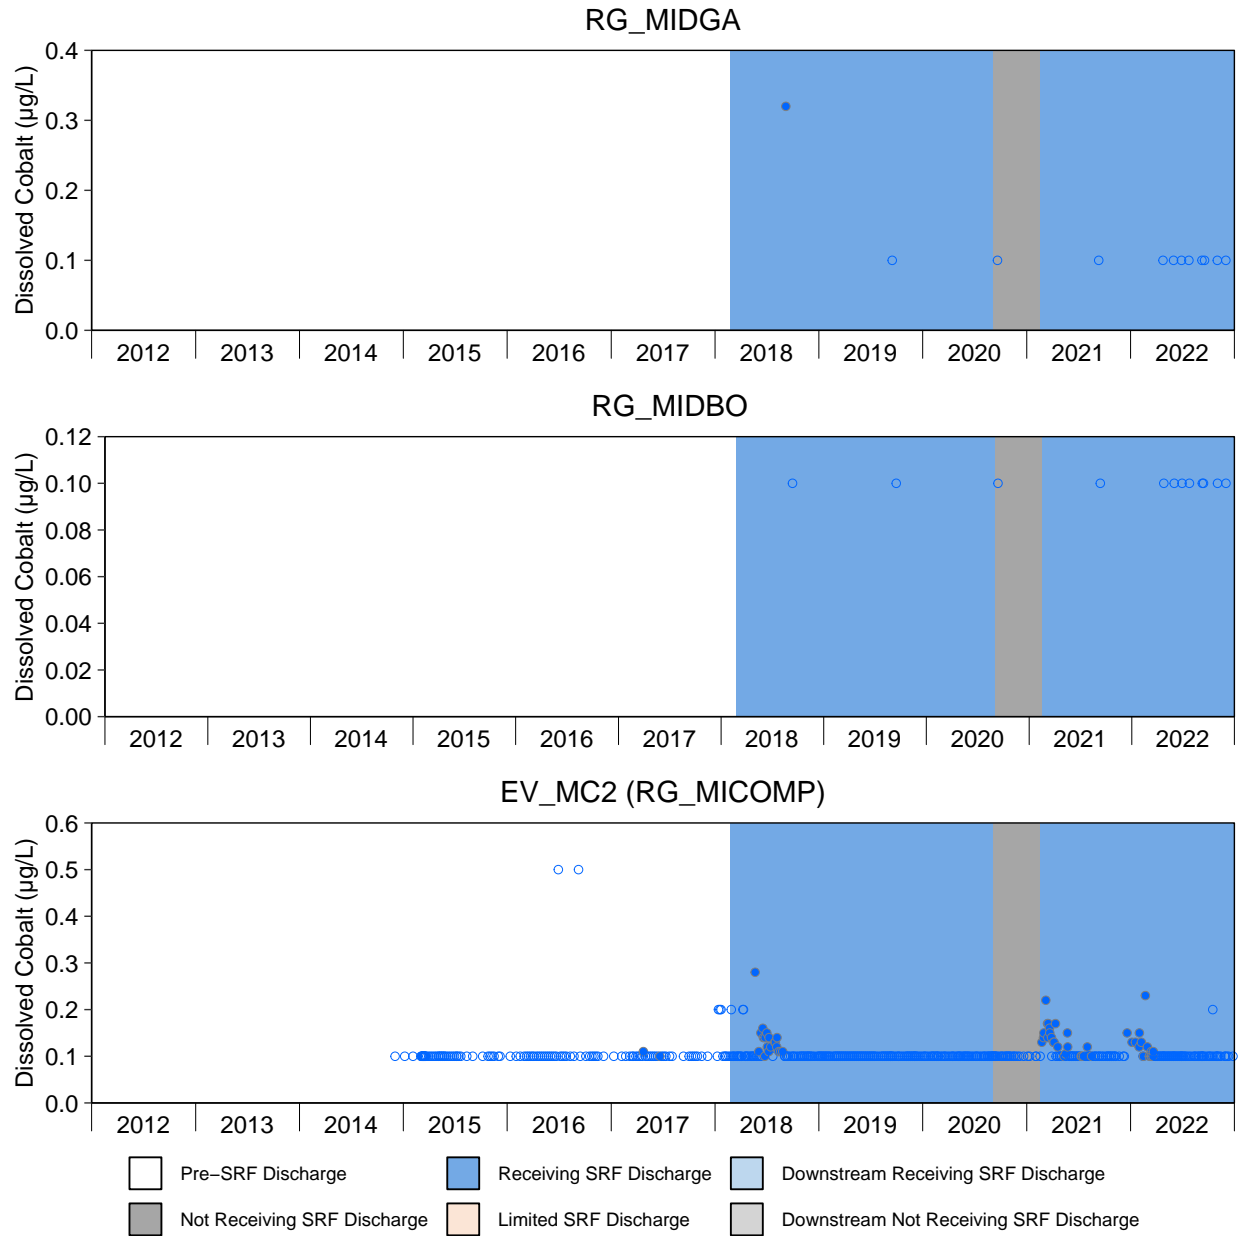 RG_MIDGA
Dissolved Cobalt (µg/L)
0.4
0.3
0.2
0.1
0.0
2012 2013 2014 2015 2016 2017 2018 2019 2020 2021 2022
RG_MIDBO
Dissolved Cobalt (µg/L)
0.12
0.10
0.08
0.06
0.04
0.02
0.00
2012 2013 2014 2015 2016 2017 2018 2019 2020 2021 2022
EV_MC2 (RG_MICOMP)
Dissolved Cobalt (µg/L)
0.6
0.5
0.4
0.3
0.2
0.1
0.0
2012 2013 2014 2015 2016 2017 2018 2019 2020 2021 2022
Pre−SRF Discharge Receiving SRF Discharge Downstream Receiving SRF Discharge
Not Receiving SRF Discharge Limited SRF Discharge Downstream Not Receiving SRF Discharge